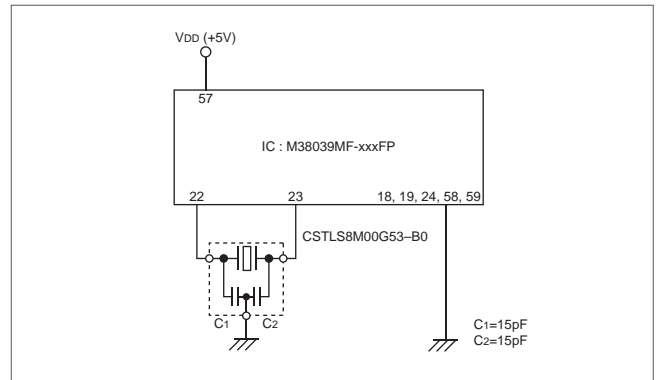 VDD (+5V)
57
IC : M38039MF-xxxFP
22 23 18, 19, 24, 58, 59
CSTLS8M00G53–B0
C1 C2
C1=15pF
C2=15pF